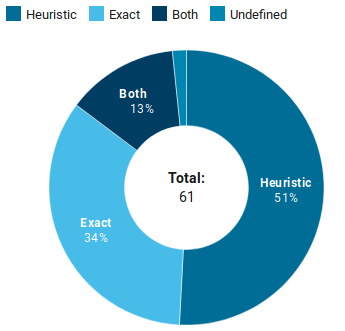 Heuristic Exact Both Undefined
Both
13%
Heuristic
51%
Total:
61
Exact
34%